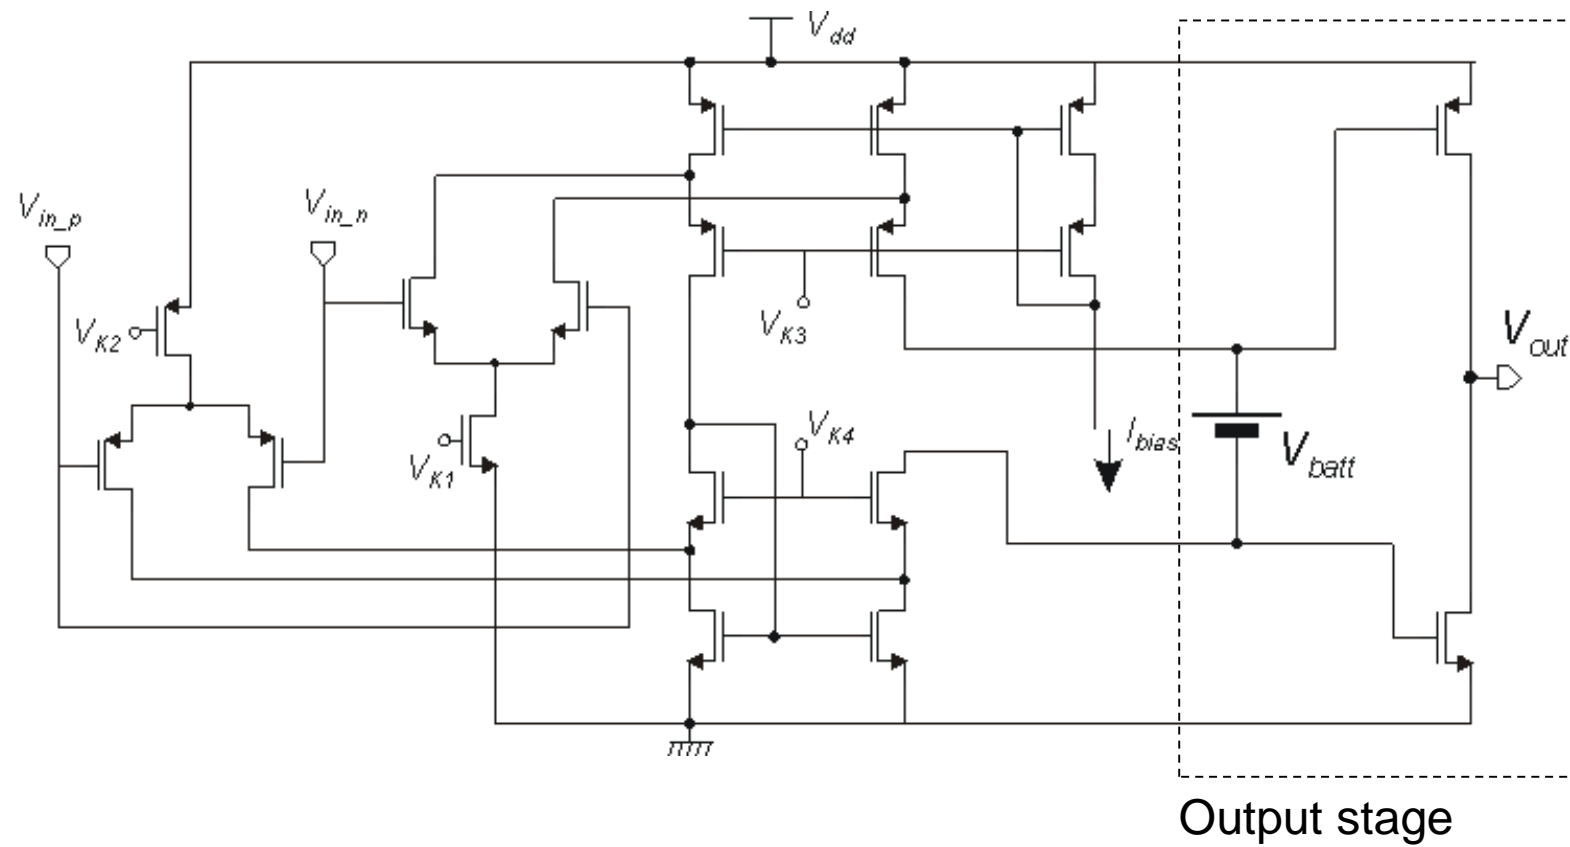 Vdd
Vin_p
Vin_n
VK2
VK3
Vout
VK4
Ibias
Vbatt
VK1
Output stage